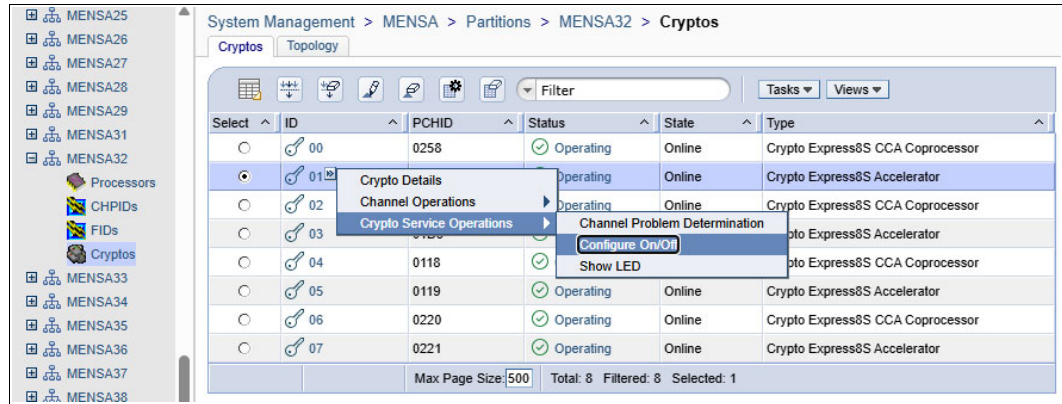 MENSA25
MENSA26
MENSA27
MENSA28
MENSA29
MENSA31
MENSA32
Processors
CHPIDs
FIDs
Cryptos
MENSA33
MENSA34
MENSA35
MENSA36
MENSA37
MENSA38
System Management > MENSA > Partitions > MENSA32 > Cryptos
Cryptos Topology
Filter Tasks Views
Select ID PCHID Status State Type
00 0258 Operating Online Crypto Express8S CCA Coprocessor
01 Operating Online Crypto Express8S Accelerator
02 Operating Online Crypto Express8S CCA Coprocessor
03 Crypto Express8S Accelerator
04 0118 Crypto Express8S CCA Coprocessor
05 0119 Operating Online Crypto Express8S Accelerator
06 0220 Operating Online Crypto Express8S CCA Coprocessor
07 0221 Operating Online Crypto Express8S Accelerator
Max Page Size: 500 Total: 8 Filtered: 8 Selected: 1
Crypto Details
Channel Operations
Crypto Service Operations
Channel Problem Determination
Configure On/Off
Show LED